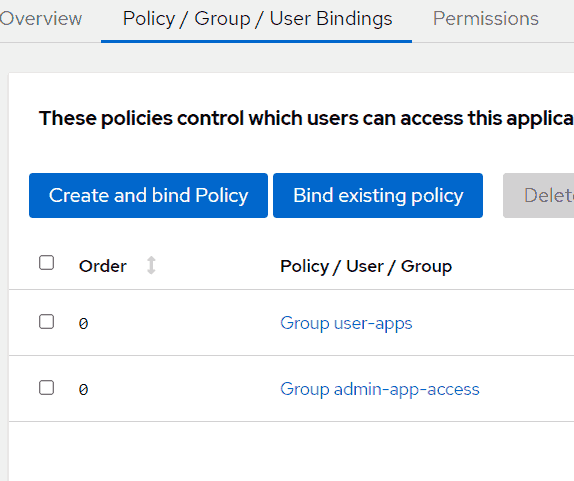 Overview Policy / Group / User Bindings Permissions
These policies control which users can access this applica
Create and bind Policy Bind existing policy Delet
Order Policy / User / Group
0 Group user-apps
0 Group admin-app-access